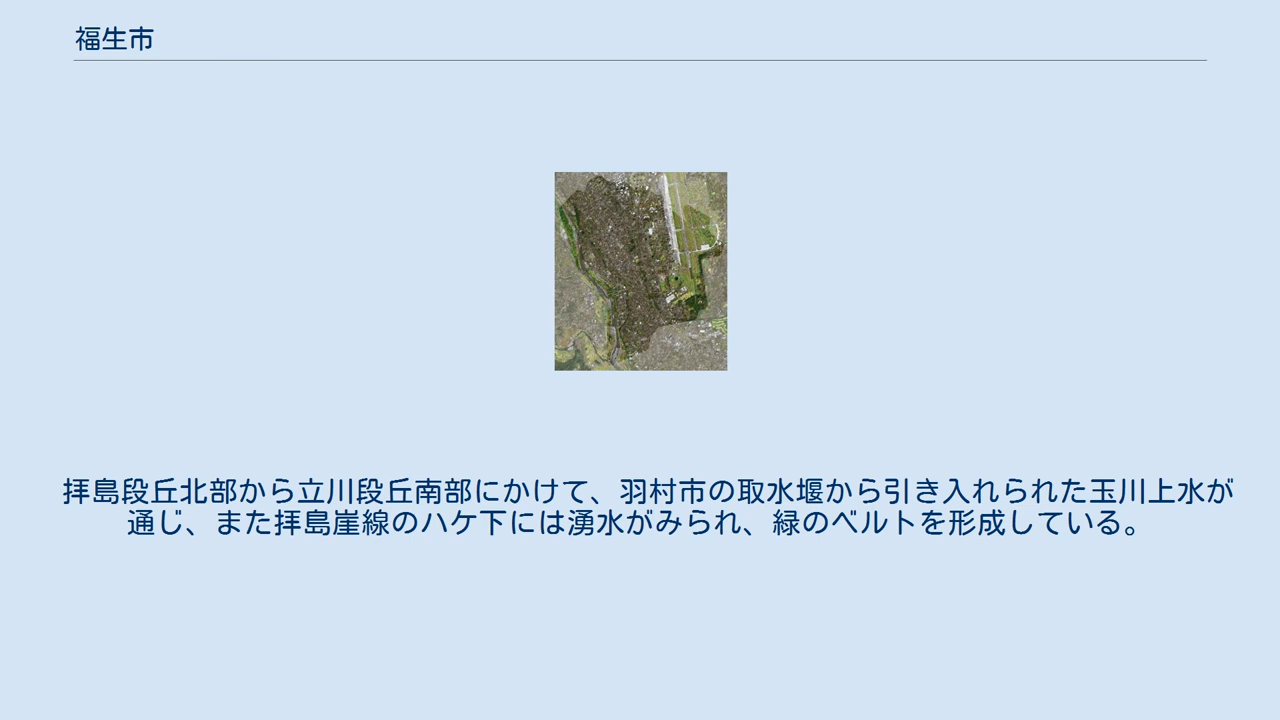 福生市
拝島段丘北部から立川段丘南部にかけて、羽村市の取水堰から引き入れられた玉川上水が
通じ、また拝島崖線のハケ下には湧水がみられ、緑のベルトを形成している。